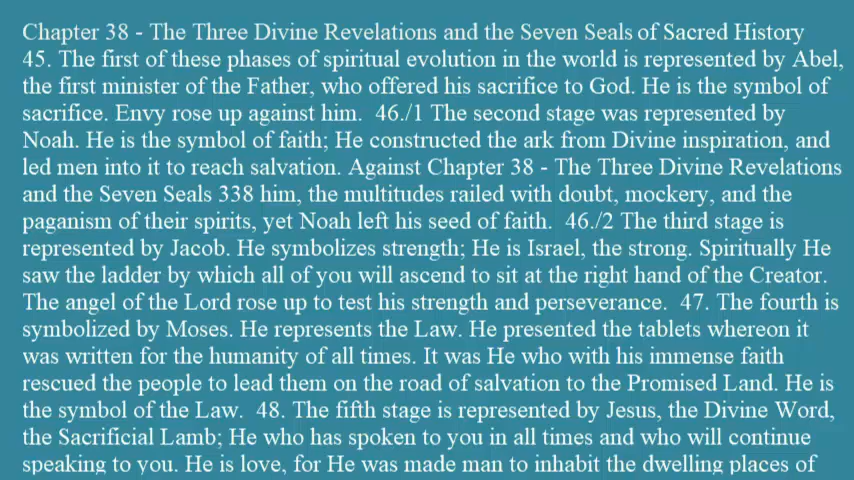 Chapter 38 - The Three Divine Revelations and the Seven Seals of Sacred History
45. The first of these phases of spiritual evolution in the world is represented by Abel,
the first minister of the Father, who offered his sacrifice to God. He is the symbol of
sacrifice. Envy rose up against him.  46./1 The second stage was represented by
Noah. He is the symbol of faith; He constructed the ark from Divine inspiration, and
led men into it to reach salvation. Against Chapter 38 - The Three Divine Revelations
and the Seven Seals 338 him, the multitudes railed with doubt, mockery, and the
paganism of their spirits, yet Noah left his seed of faith.  46./2 The third stage is
represented by Jacob. He symbolizes strength; He is Israel, the strong. Spiritually He
saw the ladder by which all of you will ascend to sit at the right hand of the Creator.
The angel of the Lord rose up to test his strength and perseverance.  47. The fourth is
symbolized by Moses. He represents the Law. He presented the tablets whereon it
was written for the humanity of all times. It was He who with his immense faith
rescued the people to lead them on the road of salvation to the Promised Land. He is
the symbol of the Law.  48. The fifth stage is represented by Jesus, the Divine Word,
the Sacrificial Lamb; He who has spoken to you in all times and who will continue
speaking to you. He is love, for He was made man to inhabit the dwelling places of